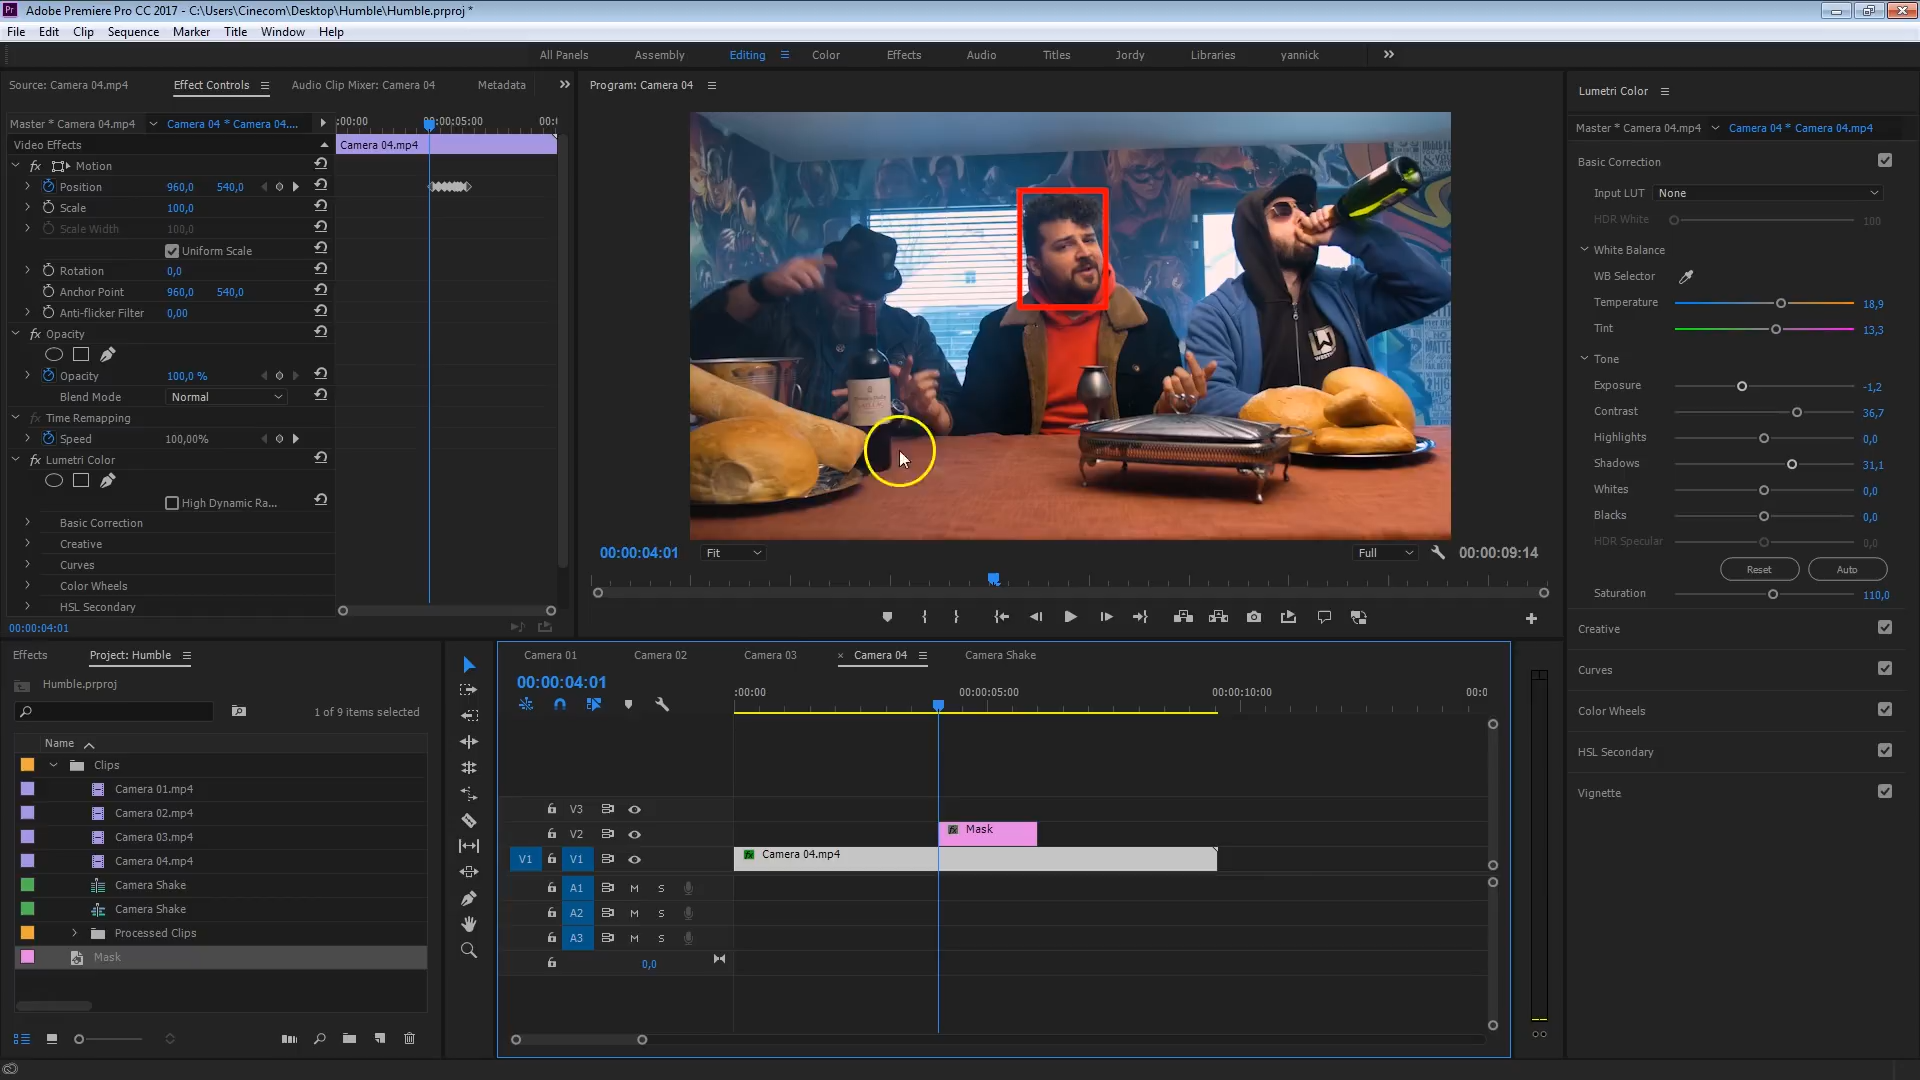 Adobe Premiere Pro CC 2017 - C:\Users\Cinecom\Desktop\Humble\Humble.prproj *
File Edit Clip Sequence Marker Title Window Help
All Panels Assembly Editing Color Effects Audio Titles Jordy Libraries yannick
Source: Camera 04.mp4 Effect Controls Audio Clip Mixer: Camera 04 Metadata
Master * Camera 04.mp4 Camera 04 * Camera 04....
:00:00 00:00:05:00 00:
Video Effects
Camera 04.mp4
fx Motion
Position 960,0 540,0
Scale 100,0
Scale Width 100,0
Uniform Scale
Rotation 0,0
Anchor Point 960,0 540,0
Anti-flicker Filter 0,00
fx Opacity
Opacity 100,0 %
Blend Mode Normal
fx Time Remapping
Speed 100,00%
fx Lumetri Color
High Dynamic Ra...
Basic Correction
Creative
Curves
Color Wheels
HSL Secondary
00:00:04:01
Program: Camera 04
00:00:04:01 Fit Full 00:00:09:14
Lumetri Color
Master * Camera 04.mp4 Camera 04 * Camera 04.mp4
Basic Correction
Input LUT None
HDR White 100
White Balance
WB Selector
Temperature 18,9
Tint 13,3
Tone
Exposure -1,2
Contrast 36,7
Highlights 0,0
Shadows 31,1
Whites 0,0
Blacks 0,0
HDR Specular 0,0
Reset Auto
Saturation 110,0
Creative
Curves
Color Wheels
HSL Secondary
Vignette
Effects Project: Humble
Humble.prproj
1 of 9 items selected
Name
Clips
Camera 01.mp4
Camera 02.mp4
Camera 03.mp4
Camera 04.mp4
Camera Shake
Camera Shake
Processed Clips
Mask
Camera 01 Camera 02 Camera 03 × Camera 04 Camera Shake
00:00:04:01
:00:00 00:00:05:00 00:00:10:00 00:0
V3
V2 Mask
V1 V1 Camera 04.mp4
A1 M S
A2 M S
A3 M S
0,0